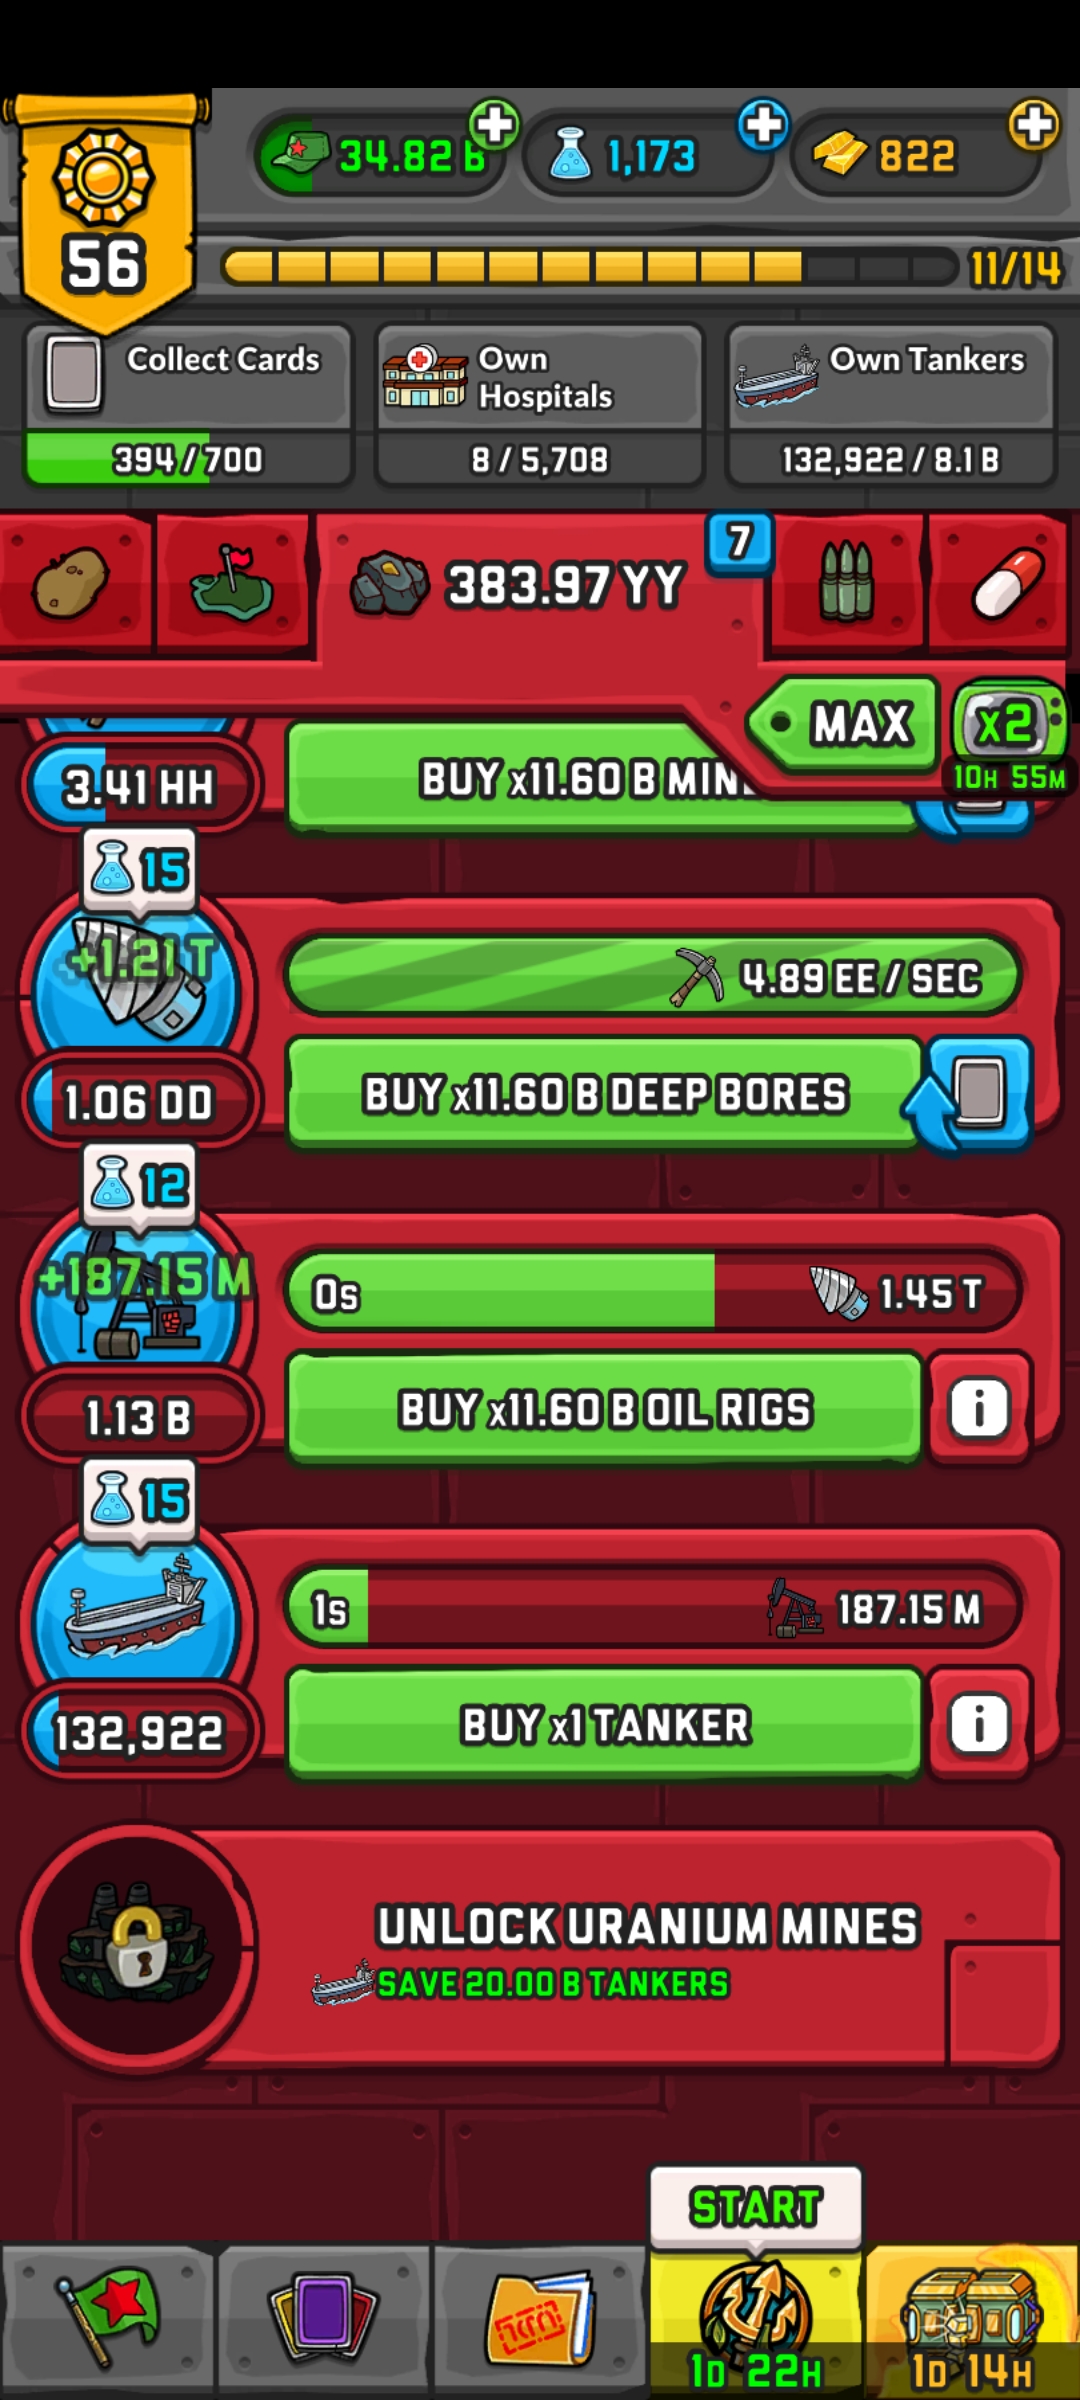 56
34.82 B
1,173
822
11/14
Collect Cards
394 / 700
Own
Hospitals
8 / 5,708
Own Tankers
132,922 / 8.1 B
383.97 YY
7
MAX
x2
10H 55M
3.41 HH
BUY x11.60 B
15
+1.21 T
4.89 EE / SEC
1.06 DD
BUY x11.60 B DEEP BORES
12
+187.15 M
0s
1.45 T
1.13 B
BUY x11.60 B OIL RIGS
i
15
1s
187.15 M
132,922
BUY x1 TANKER
i
UNLOCK URANIUM MINES
SAVE 20.00 B TANKERS
START
1D 22H
1D 14H